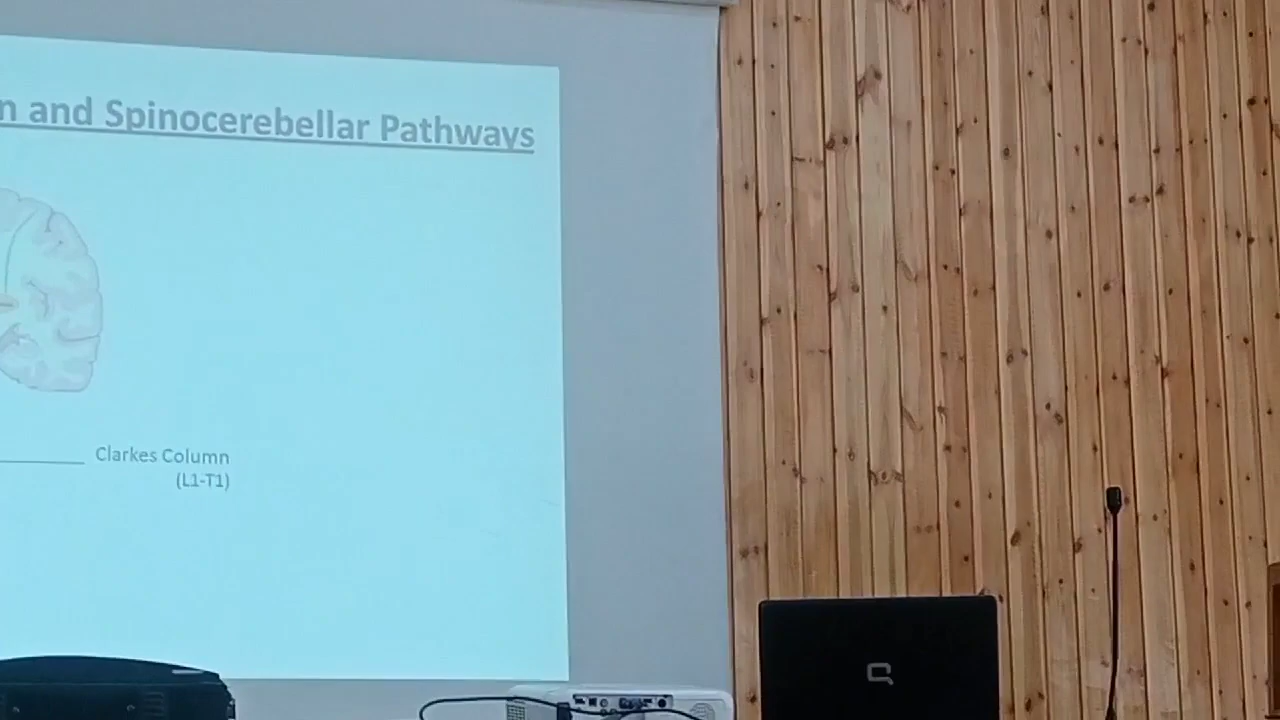 n and Spinocerebellar Pathways
Clarkes Column
(L1-T1)